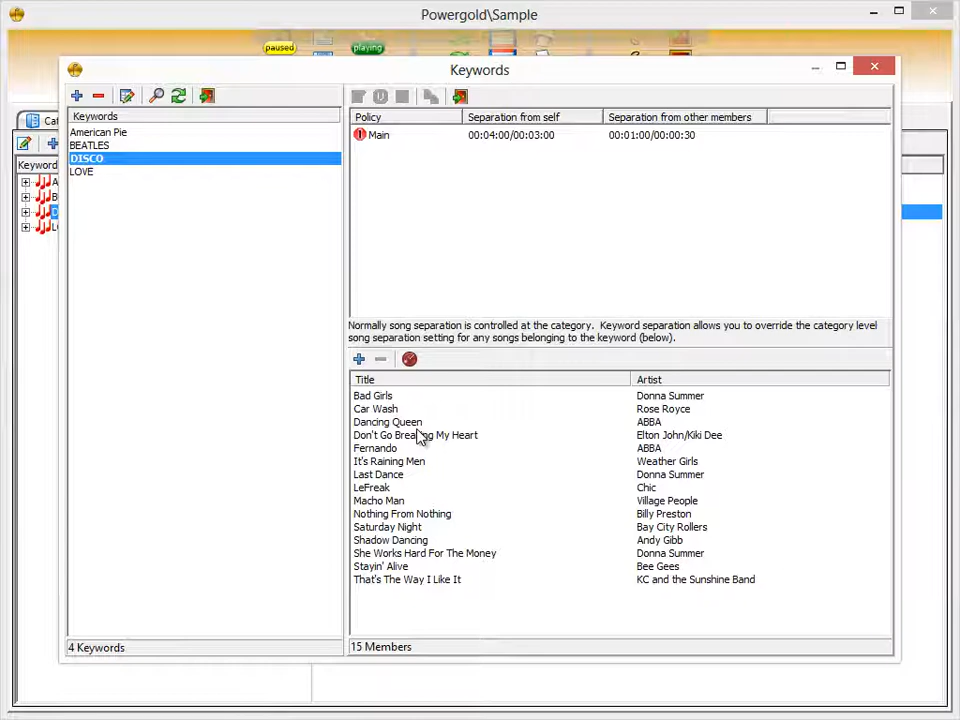 Powergold\Sample
paused
playing
Keywords
Cat
Keyword
Keywords
American Pie
BEATLES
DISCO
LOVE
4 Keywords
Policy Separation from self Separation from other members
Main 00:04:00/00:03:00 00:01:00/00:00:30
Normally song separation is controlled at the category. Keyword separation allows you to override the category level
song separation setting for any songs belonging to the keyword (below).
Title Artist
Bad Girls Donna Summer
Car Wash Rose Royce
Dancing Queen ABBA
Don't Go Breaking My Heart Elton John/Kiki Dee
Fernando ABBA
It's Raining Men Weather Girls
Last Dance Donna Summer
LeFreak Chic
Macho Man Village People
Nothing From Nothing Billy Preston
Saturday Night Bay City Rollers
Shadow Dancing Andy Gibb
She Works Hard For The Money Donna Summer
Stayin' Alive Bee Gees
That's The Way I Like It KC and the Sunshine Band
15 Members